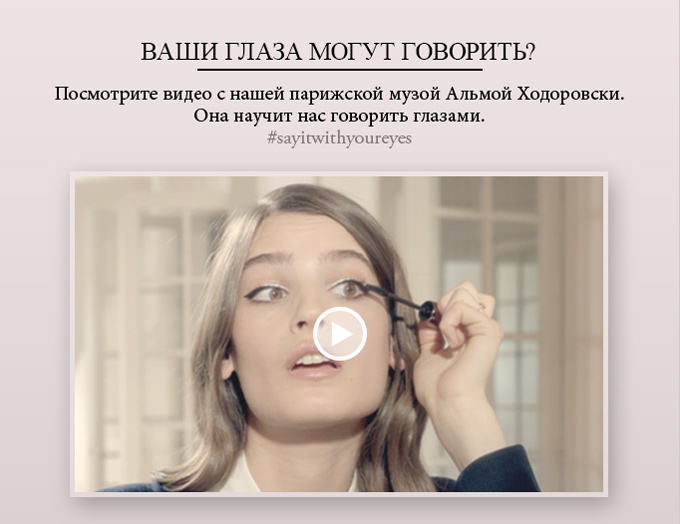 ВАШИ ГЛАЗА МОГУТ ГОВОРИТЬ?
Посмотрите видео с нашей парижской музой Альмой Ходоровски.
Она научит нас говорить глазами.
#sayitwithyoureyes